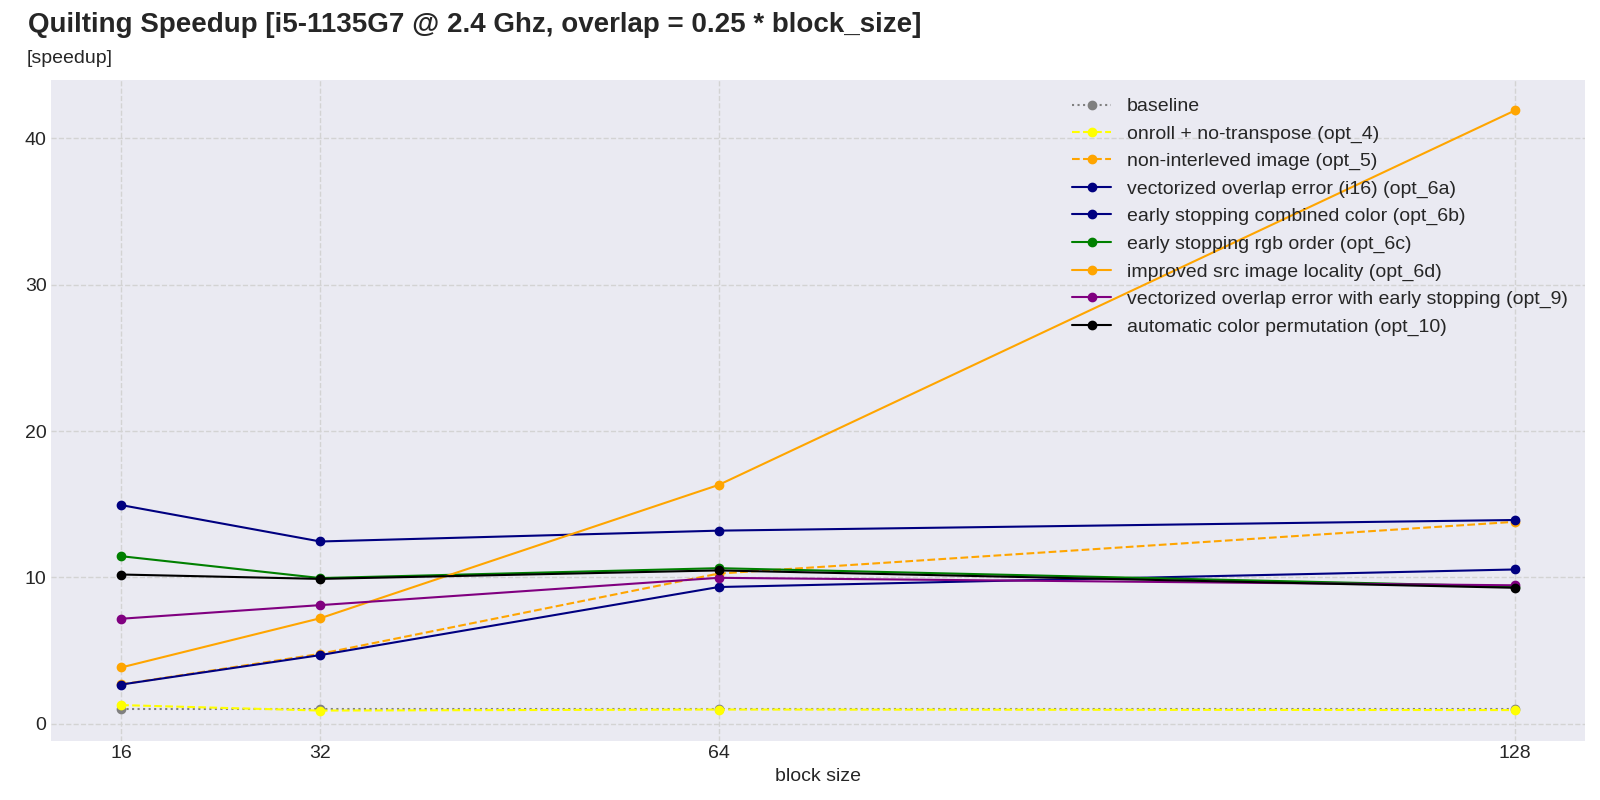 Quilting Speedup [i5-1135G7 @ 2.4 Ghz, overlap = 0.25 * block_size]
[speedup]
baseline
onroll + no-transpose (opt_4)
non-interleved image (opt_5)
vectorized overlap error (i16) (opt_6a)
early stopping combined color (opt_6b)
early stopping rgb order (opt_6c)
improved src image locality (opt_6d)
vectorized overlap error with early stopping (opt_9)
automatic color permutation (opt_10)
40
30
20
10
0
16 32 64 128
block size